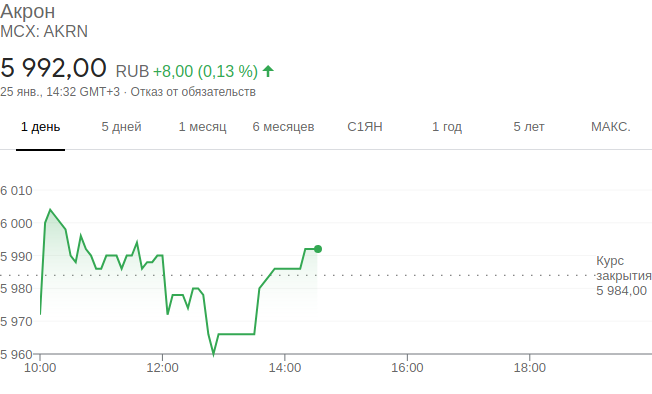 Акрон
MCX: AKRN
5 992,00 RUB +8,00 (0,13 %)
25 янв., 14:32 GMT+3 · Отказ от обязательств
1 день 5 дней 1 месяц 6 месяцев С1ЯН 1 год 5 лет МАКС.
6 010
6 000
5 990
5 980
5 970
5 960
Курс
закрытия
5 984,00
10:00 12:00 14:00 16:00 18:00